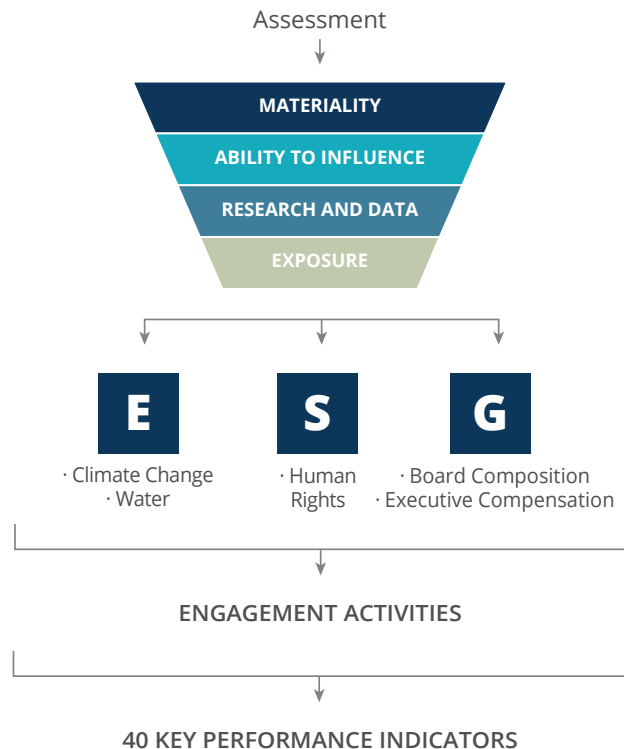 Assessment
MATERIALITY
ABILITY TO INFLUENCE
RESEARCH AND DATA
EXPOSURE
E
S
G
· Climate Change
· Water
· Human
Rights
· Board Composition
· Executive Compensation
ENGAGEMENT ACTIVITIES
40 KEY PERFORMANCE INDICATORS